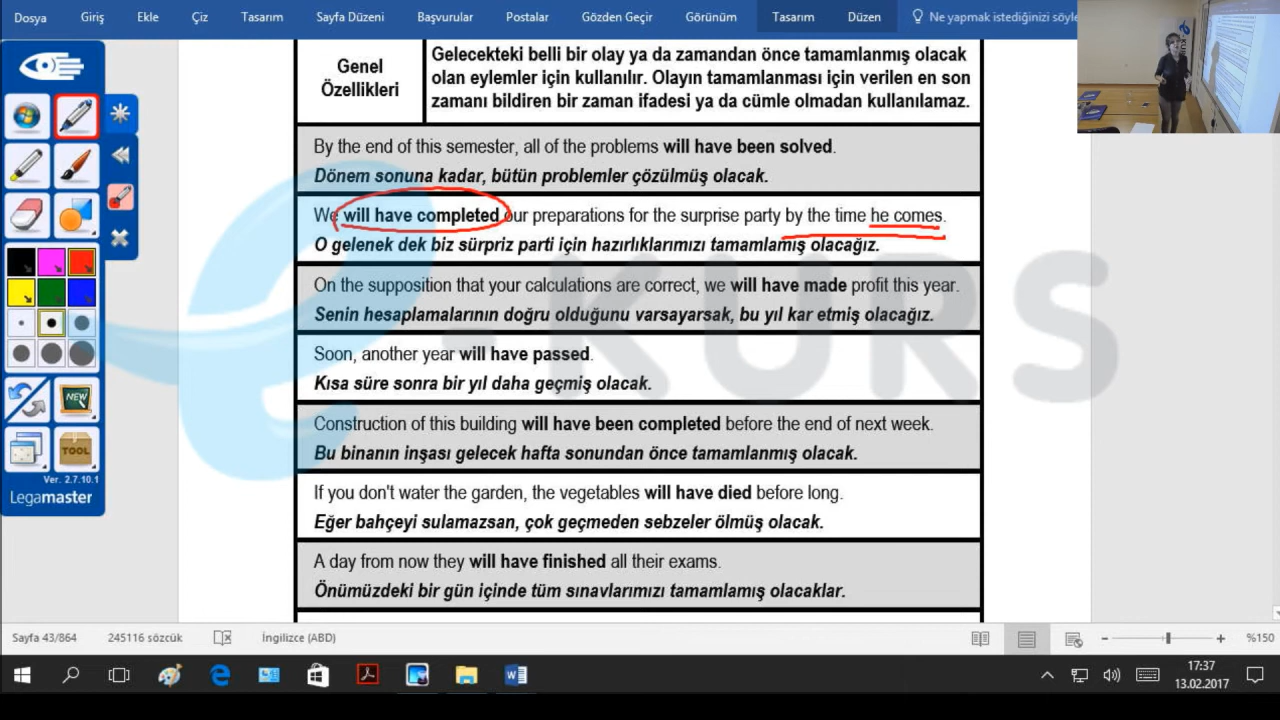 Dosya Giriş Ekle Çiz Tasarım Sayfa Düzeni Başvurular Postalar Gözden Geçir Görünüm Tasarım Düzen Ne yapmak istediğinizi söyle
Genel
Özellikleri
Gelecekteki belli bir olay ya da zamandan önce tamamlanmış olacak
olan eylemler için kullanılır. Olayın tamamlanması için verilen en son
zamanı bildiren bir zaman ifadesi ya da cümle olmadan kullanılamaz.
By the end of this semester, all of the problems will have been solved.
Dönem sonuna kadar, bütün problemler çözülmüş olacak.
We will have completed our preparations for the surprise party by the time he comes.
O gelenek dek biz sürpriz parti için hazırlıklarımızı tamamlamış olacağız.
On the supposition that your calculations are correct, we will have made profit this year.
Senin hesaplamalarının doğru olduğunu varsayarsak, bu yıl kar etmiş olacağız.
Soon, another year will have passed.
Kısa süre sonra bir yıl daha geçmiş olacak.
Construction of this building will have been completed before the end of next week.
Bu binanın inşası gelecek hafta sonundan önce tamamlanmış olacak.
If you don't water the garden, the vegetables will have died before long.
Eğer bahçeyi sulamazsan, çok geçmeden sebzeler ölmüş olacak.
A day from now they will have finished all their exams.
Önümüzdeki bir gün içinde tüm sınavlarımızı tamamlamış olacaklar.
e-KURS
NEW
TOOL
Ver. 2.7.10.1
Legamaster
Sayfa 43/864 245116 sözcük İngilizce (ABD) %150
17:37
13.02.2017